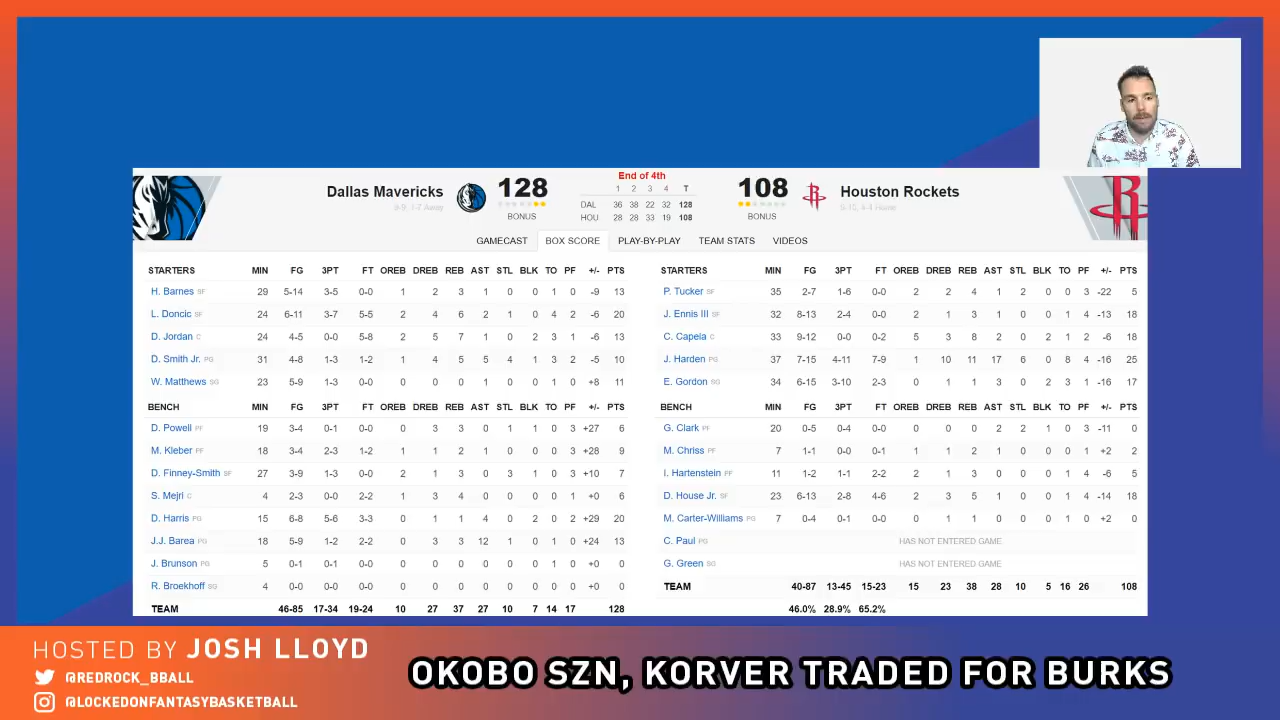 End of 4th
Dallas Mavericks 128 1 2 3 4 T 108 Houston Rockets
DAL 36 38 22 32 128
BONUS HOU 28 28 33 19 108 BONUS
GAMECAST BOX SCORE PLAY-BY-PLAY TEAM STATS VIDEOS
STARTERS MIN FG 3PT FT OREB DREB REB AST STL BLK TO PF +/- PTS
H. Barnes SF 29 5-14 3-5 0-0 1 2 3 1 0 0 1 0 -9 13
L. Doncic SF 24 6-11 3-7 5-5 2 4 6 2 1 0 4 2 -6 20
D. Jordan C 24 4-5 0-0 5-8 2 5 7 1 0 2 3 1 -6 13
D. Smith Jr. PG 31 4-8 1-3 1-2 1 4 5 5 4 1 3 2 -5 10
W. Matthews SG 23 5-9 1-3 0-0 0 0 0 1 0 0 1 0 +8 11
BENCH MIN FG 3PT FT OREB DREB REB AST STL BLK TO PF +/- PTS
D. Powell PF 19 3-4 0-1 0-0 0 3 3 0 1 1 0 3 +27 6
M. Kleber PF 18 3-4 2-3 1-2 0 1 1 2 1 0 0 3 +28 9
D. Finney-Smith SF 27 3-9 1-3 0-0 2 1 3 0 3 1 0 3 +10 7
S. Mejri C 4 2-3 0-0 2-2 1 3 4 0 0 0 0 1 +0 6
D. Harris PG 15 6-8 5-6 3-3 0 1 1 4 0 2 0 2 +29 20
J.J. Barea PG 18 5-9 1-2 2-2 0 3 3 12 1 0 1 0 +24 13
J. Brunson PG 5 0-1 0-1 0-0 0 0 0 0 0 0 1 0 +0 0
R. Broekhoff SG 4 0-0 0-0 0-0 0 0 0 0 0 0 0 0 +0 0
TEAM 46-85 17-34 19-24 10 27 37 27 10 7 14 17 128
STARTERS MIN FG 3PT FT OREB DREB REB AST STL BLK TO PF +/- PTS
P. Tucker SF 35 2-7 1-6 0-0 2 2 4 1 2 0 0 3 -22 5
J. Ennis III SF 32 8-13 2-4 0-0 2 1 3 1 0 0 1 4 -13 18
C. Capela C 33 9-12 0-0 0-2 5 3 8 2 0 2 1 2 -6 18
J. Harden PG 37 7-15 4-11 7-9 1 10 11 17 6 0 8 4 -16 25
E. Gordon SG 34 6-15 3-10 2-3 0 1 1 3 0 2 3 1 -16 17
BENCH MIN FG 3PT FT OREB DREB REB AST STL BLK TO PF +/- PTS
G. Clark PF 20 0-5 0-4 0-0 0 0 0 2 2 1 0 3 -11 0
M. Chriss PF 7 1-1 0-0 0-1 1 1 2 1 0 0 0 1 +2 2
I. Hartenstein PF 11 1-2 1-1 2-2 2 1 3 1 0 0 1 4 -6 5
D. House Jr. SF 23 6-13 2-8 4-6 2 3 5 1 0 0 1 4 -14 18
M. Carter-Williams PG 7 0-4 0-1 0-0 0 1 1 0 0 0 1 0 +2 0
C. Paul PG HAS NOT ENTERED GAME
G. Green SG HAS NOT ENTERED GAME
TEAM 40-87 13-45 15-23 15 23 38 28 10 5 16 26 108
46.0% 28.9% 65.2%
HOSTED BY JOSH LLOYD
@REDROCK_BBALL
@LOCKEDONFANTASYBASKETBALL
OKOBO SZN, KORVER TRADED FOR BURKS